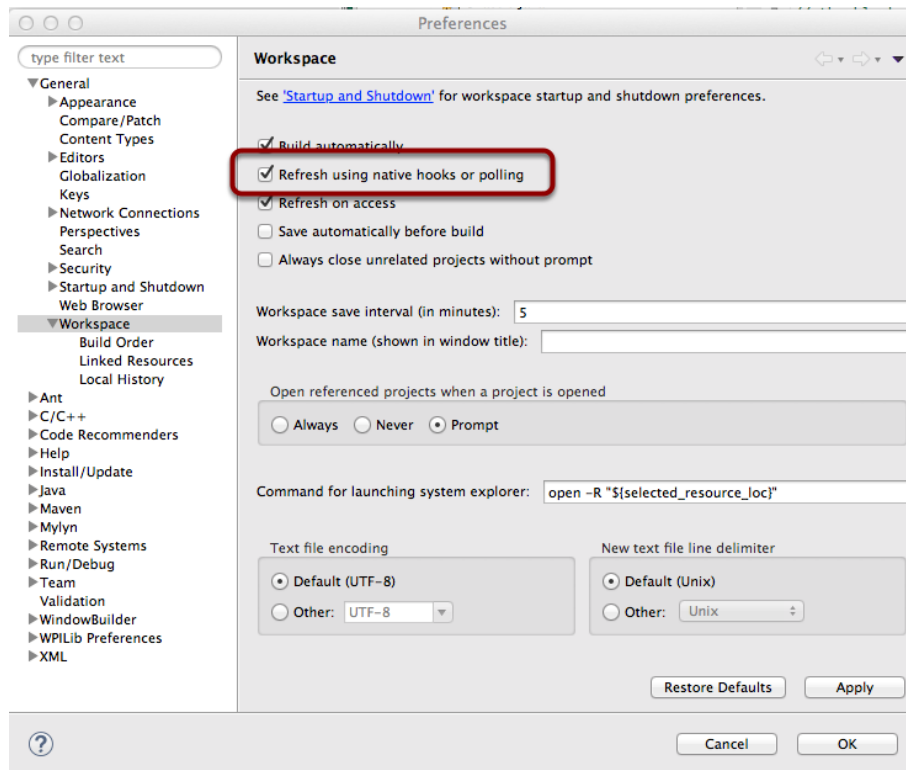 Preferences
type filter text
Workspace
General
Appearance
Compare/Patch
Content Types
Editors
Globalization
Keys
Network Connections
Perspectives
Search
Security
Startup and Shutdown
Web Browser
Workspace
Build Order
Linked Resources
Local History
Ant
C/C++
Code Recommenders
Help
Install/Update
Java
Maven
Mylyn
Remote Systems
Run/Debug
Team
Validation
WindowBuilder
WPILib Preferences
XML
See 'Startup and Shutdown' for workspace startup and shutdown preferences.
Build automatically
Refresh using native hooks or polling
Refresh on access
Save automatically before build
Always close unrelated projects without prompt
Workspace save interval (in minutes): 5
Workspace name (shown in window title):
Open referenced projects when a project is opened
Always Never Prompt
Command for launching system explorer: open -R "${selected_resource_loc}"
Text file encoding
Default (UTF-8)
Other: UTF-8
New text file line delimiter
Default (Unix)
Other: Unix
Restore Defaults Apply
? Cancel OK